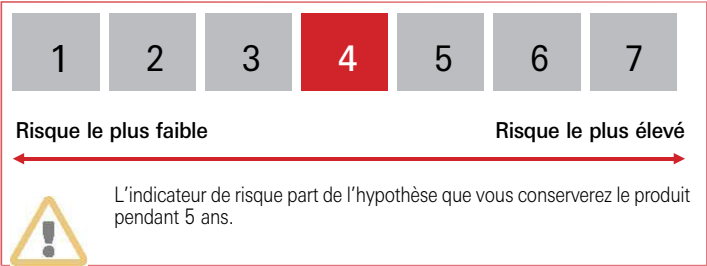 1 2 3 4 5 6 7
Risque le plus faible Risque le plus élevé
L'indicateur de risque part de l'hypothèse que vous conserverez le produit
pendant 5 ans.